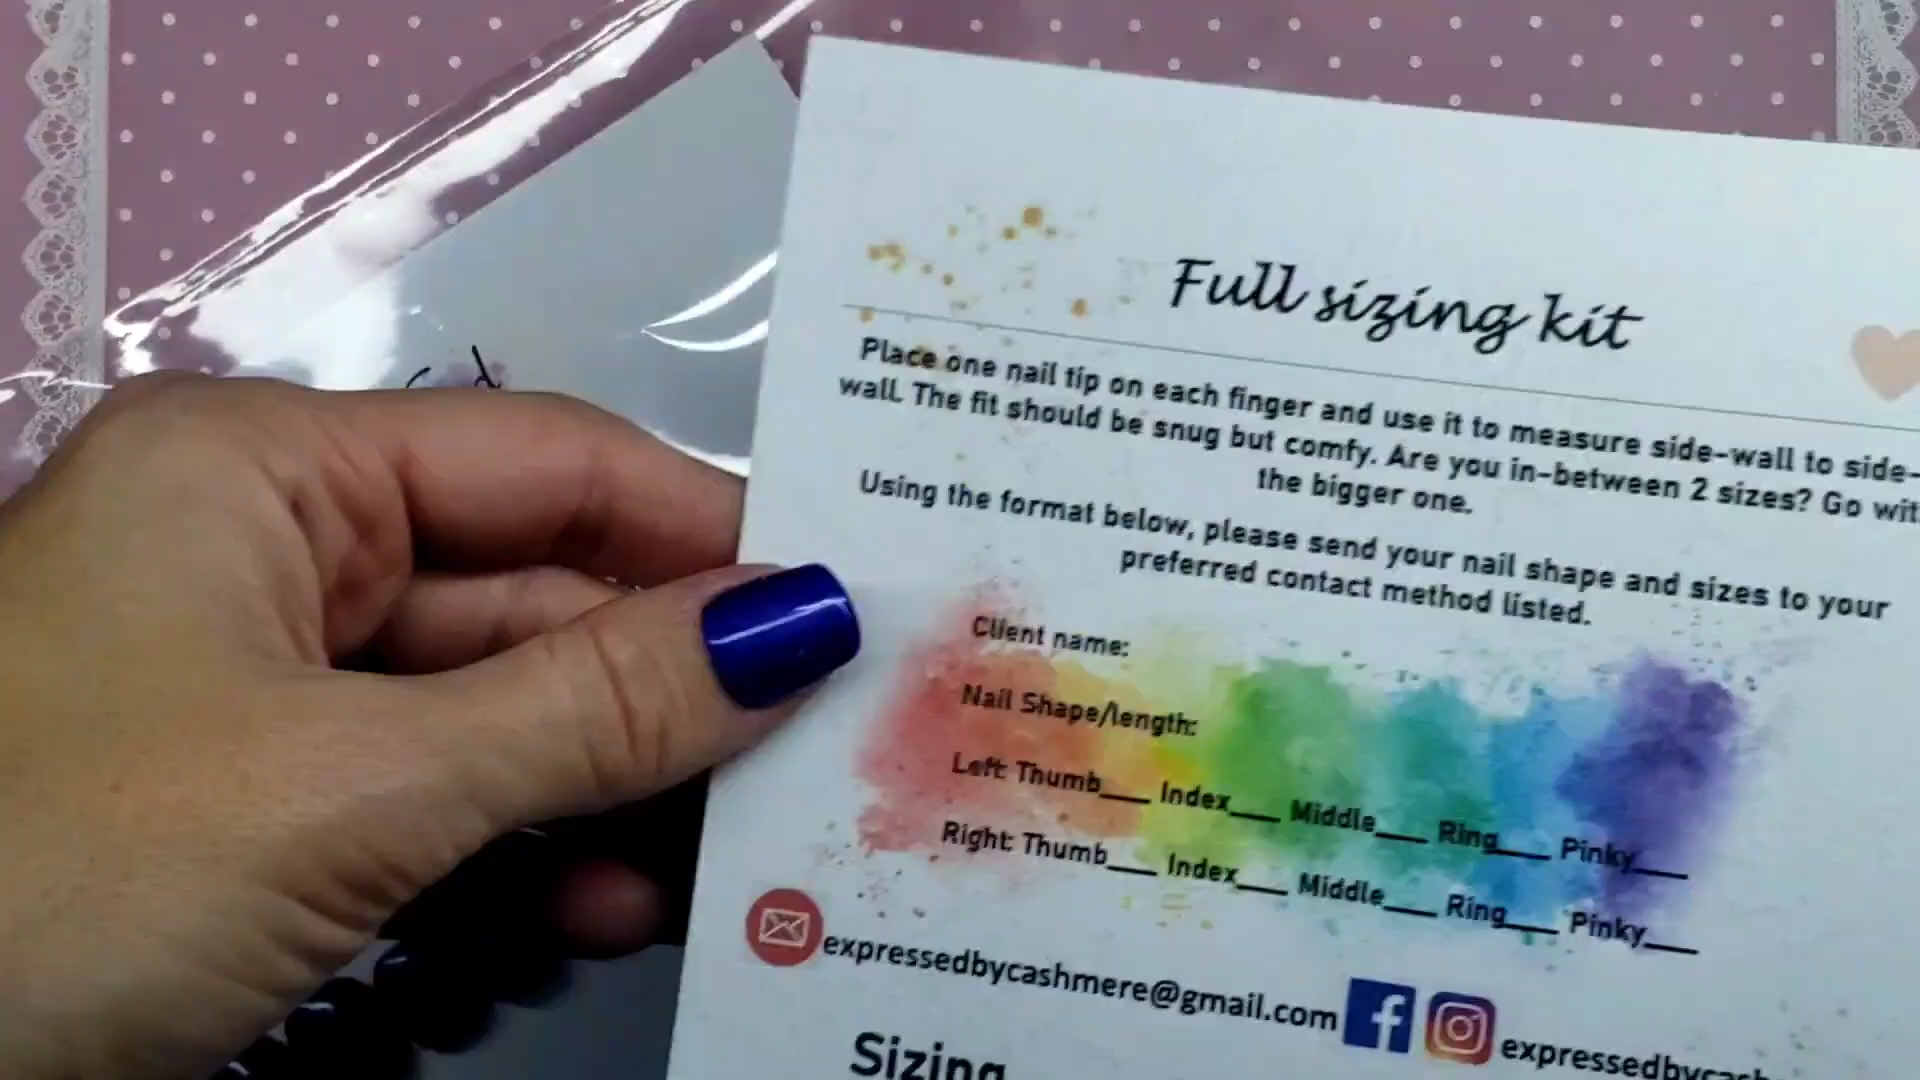 Full sizing kit
Place one nail tip on each finger and use it to measure side-wall to side-
wall. The fit should be snug but comfy. Are you in-between 2 sizes? Go
the bigger one.
Using the format below, please send your nail shape and sizes to your
preferred contact method listed.
Client name:
Nail Shape/length:
Left: Thumb___ Index___ Middle___ Ring___ Pinky___
Right: Thumb___ Index___ Middle___ Ring___ Pinky___
expressedbycashmere@gmail.com
Sizing